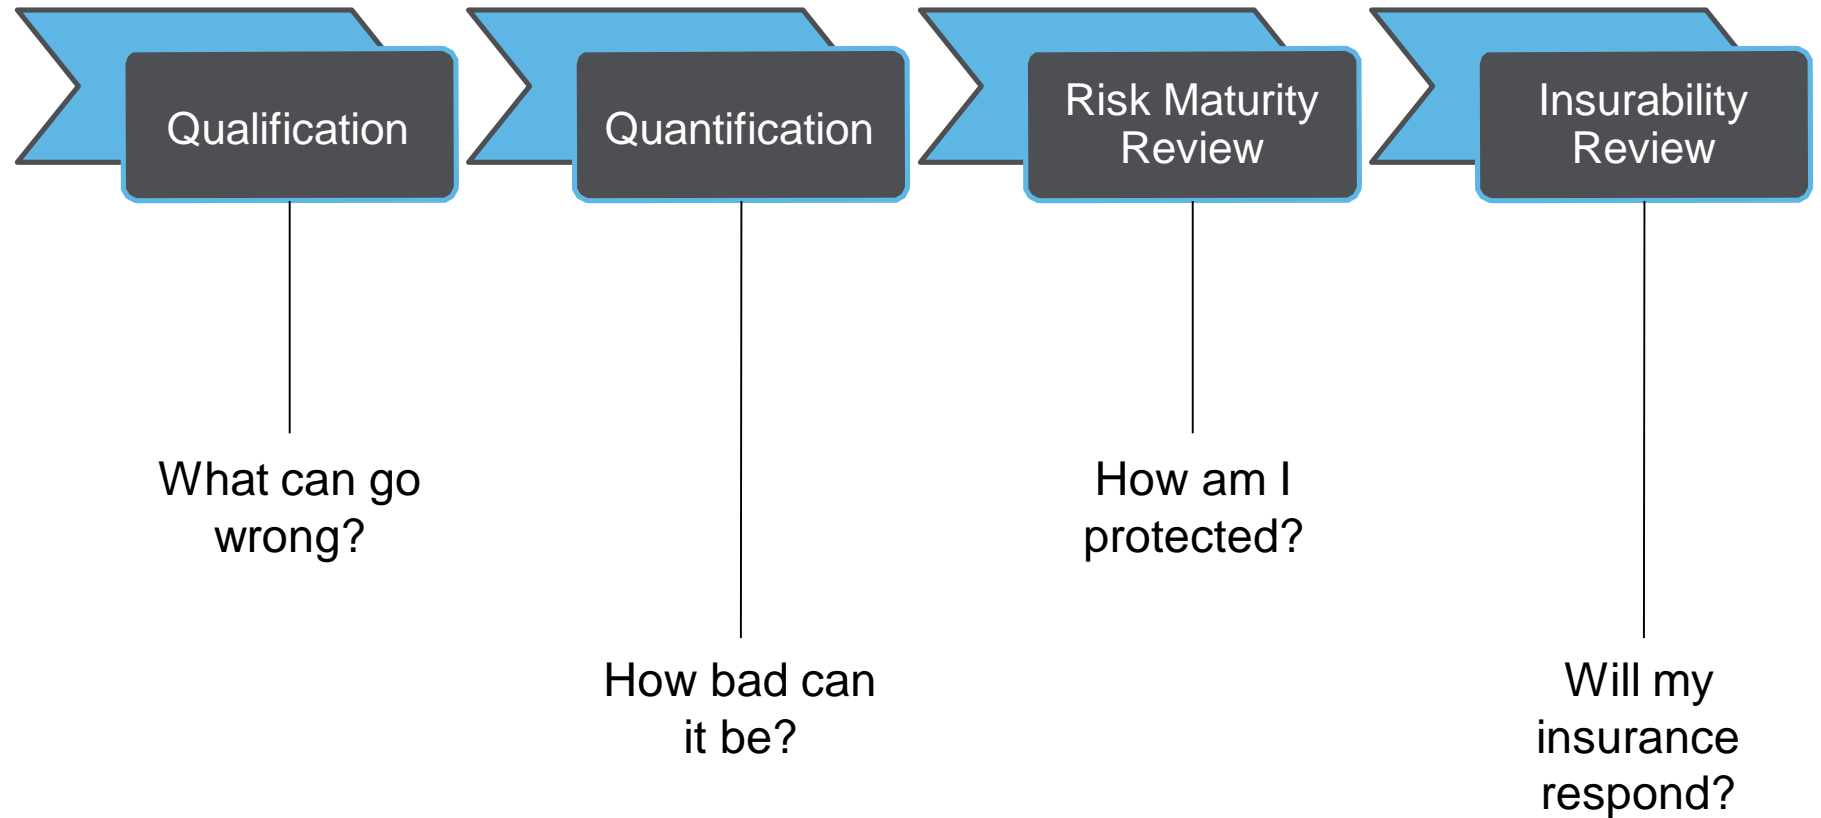 Qualification
Quantification
Risk Maturity
Review
Insurability
Review
What can go
wrong?
How bad can
it be?
How am I
protected?
Will my
insurance
respond?